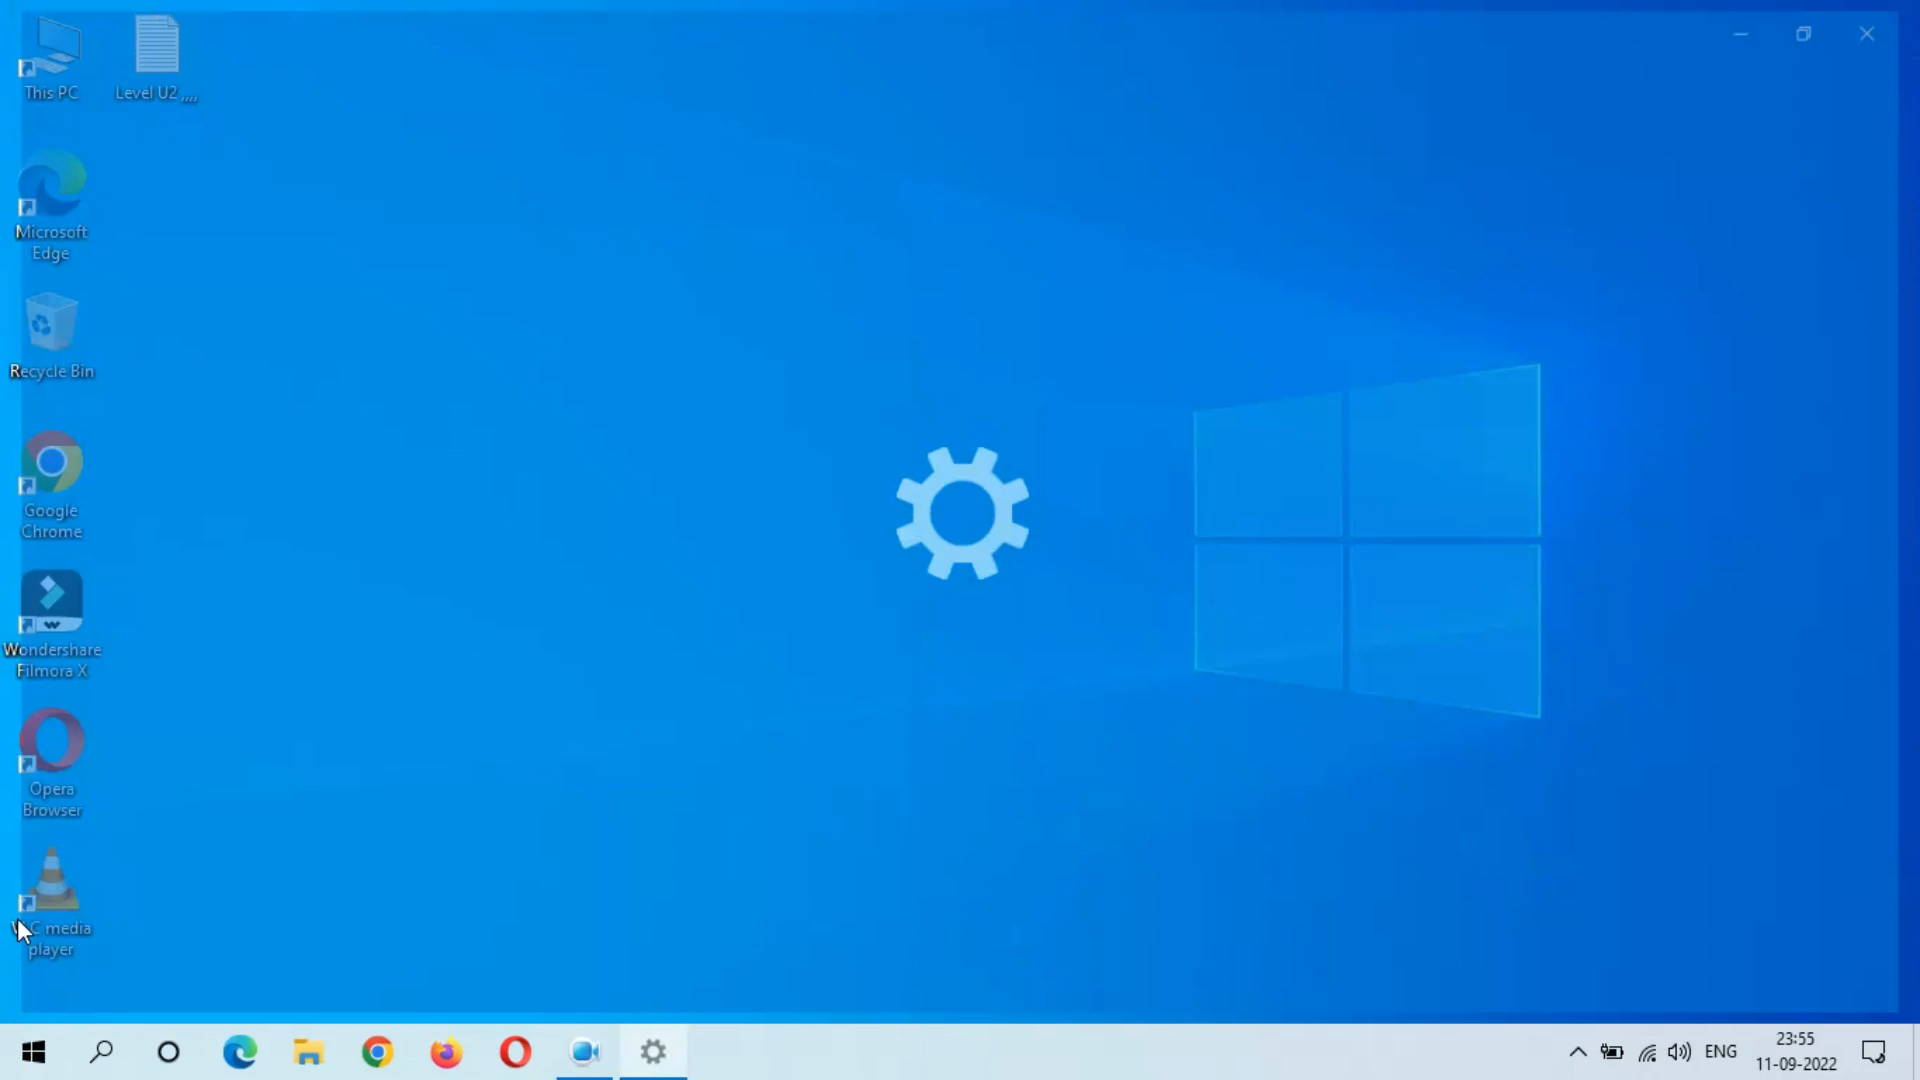 This PC
Level U2 ,,,,
Microsoft
Edge
Recycle Bin
Google
Chrome
Wondershare
Filmora X
Opera
Browser
VLC media
player
ENG
23:55
11-09-2022